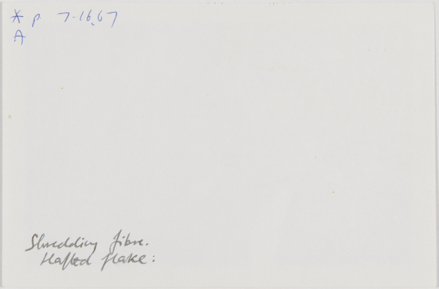 * p 7-16,67
A
Shredding fibre.
Hafted flake: